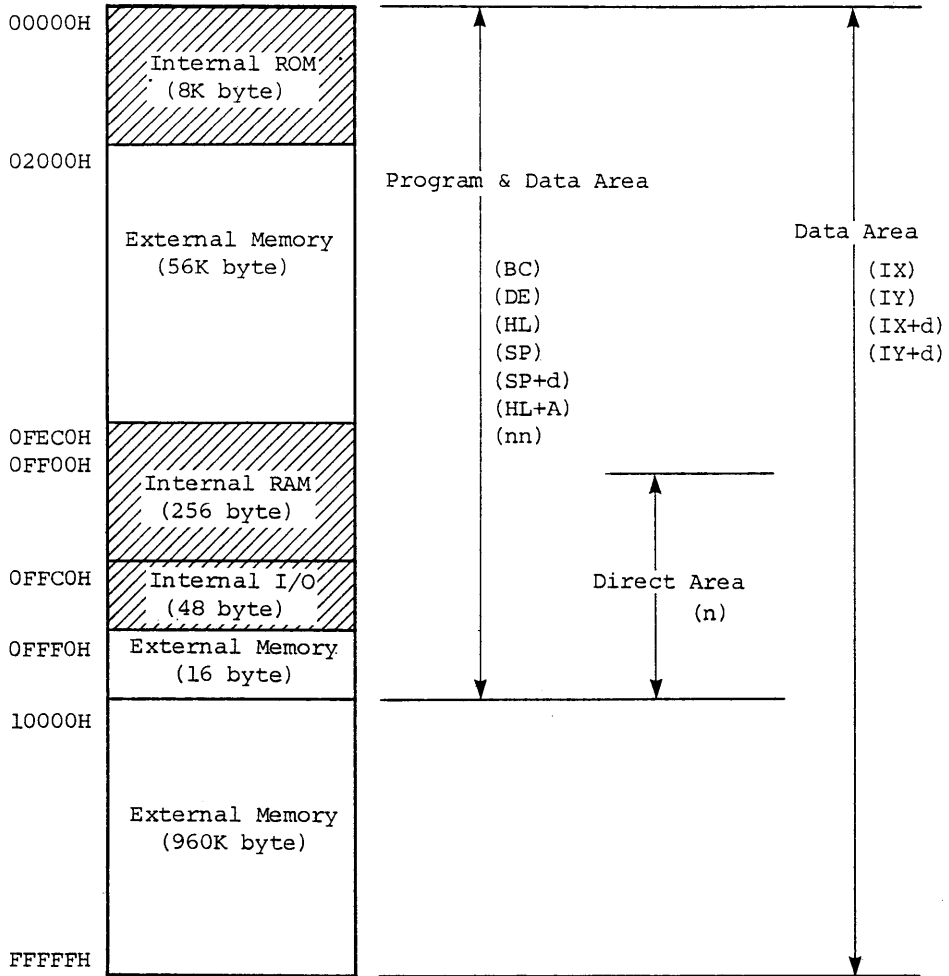 00000H
Internal ROM
(8K byte)
02000H
External Memory
(56K byte)
0FEC0H
0FF00H
Internal RAM
(256 byte)
0FFC0H
Internal I/O
(48 byte)
0FFF0H
External Memory
(16 byte)
10000H
External Memory
(960K byte)
FFFFFH
Program & Data Area
(BC)
(DE)
(HL)
(SP)
(SP+d)
(HL+A)
(nn)
Direct Area
(n)
Data Area
(IX)
(IY)
(IX+d)
(IY+d)